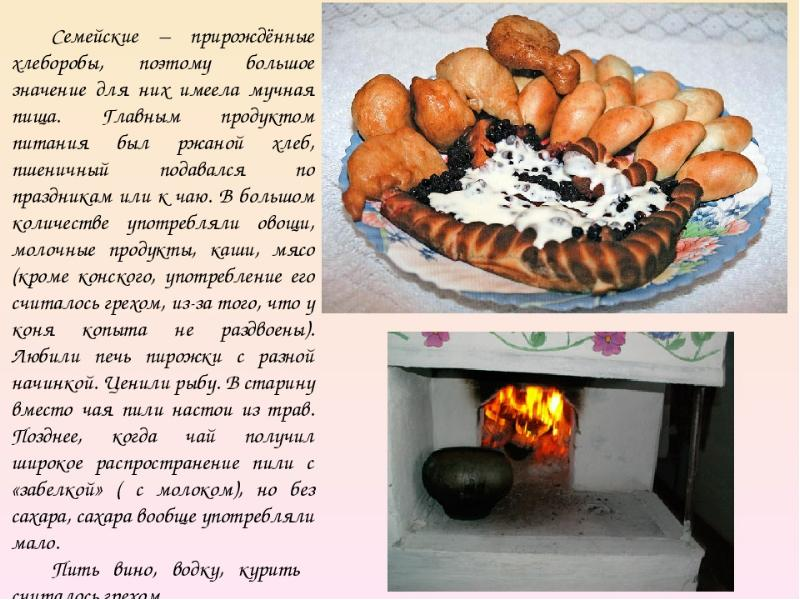 Семейские – прирождённые
хлеборобы, поэтому большое
значение для них имеела мучная
пища. Главным продуктом
питания был ржаной хлеб,
пшеничный подавался по
праздникам или к чаю. В большом
количестве употребляли овощи,
молочные продукты, каши, мясо
(кроме конского, употребление его
считалось грехом, из-за того, что у
коня копыта не раздвоены).
Любили печь пирожки с разной
начинкой. Ценили рыбу. В старину
вместо чая пили настои из трав.
Позднее, когда чай получил
широкое распространение пили с
«забелкой» ( с молоком), но без
сахара, сахара вообще употребляли
мало.
Пить вино, водку, курить
считалось грехом